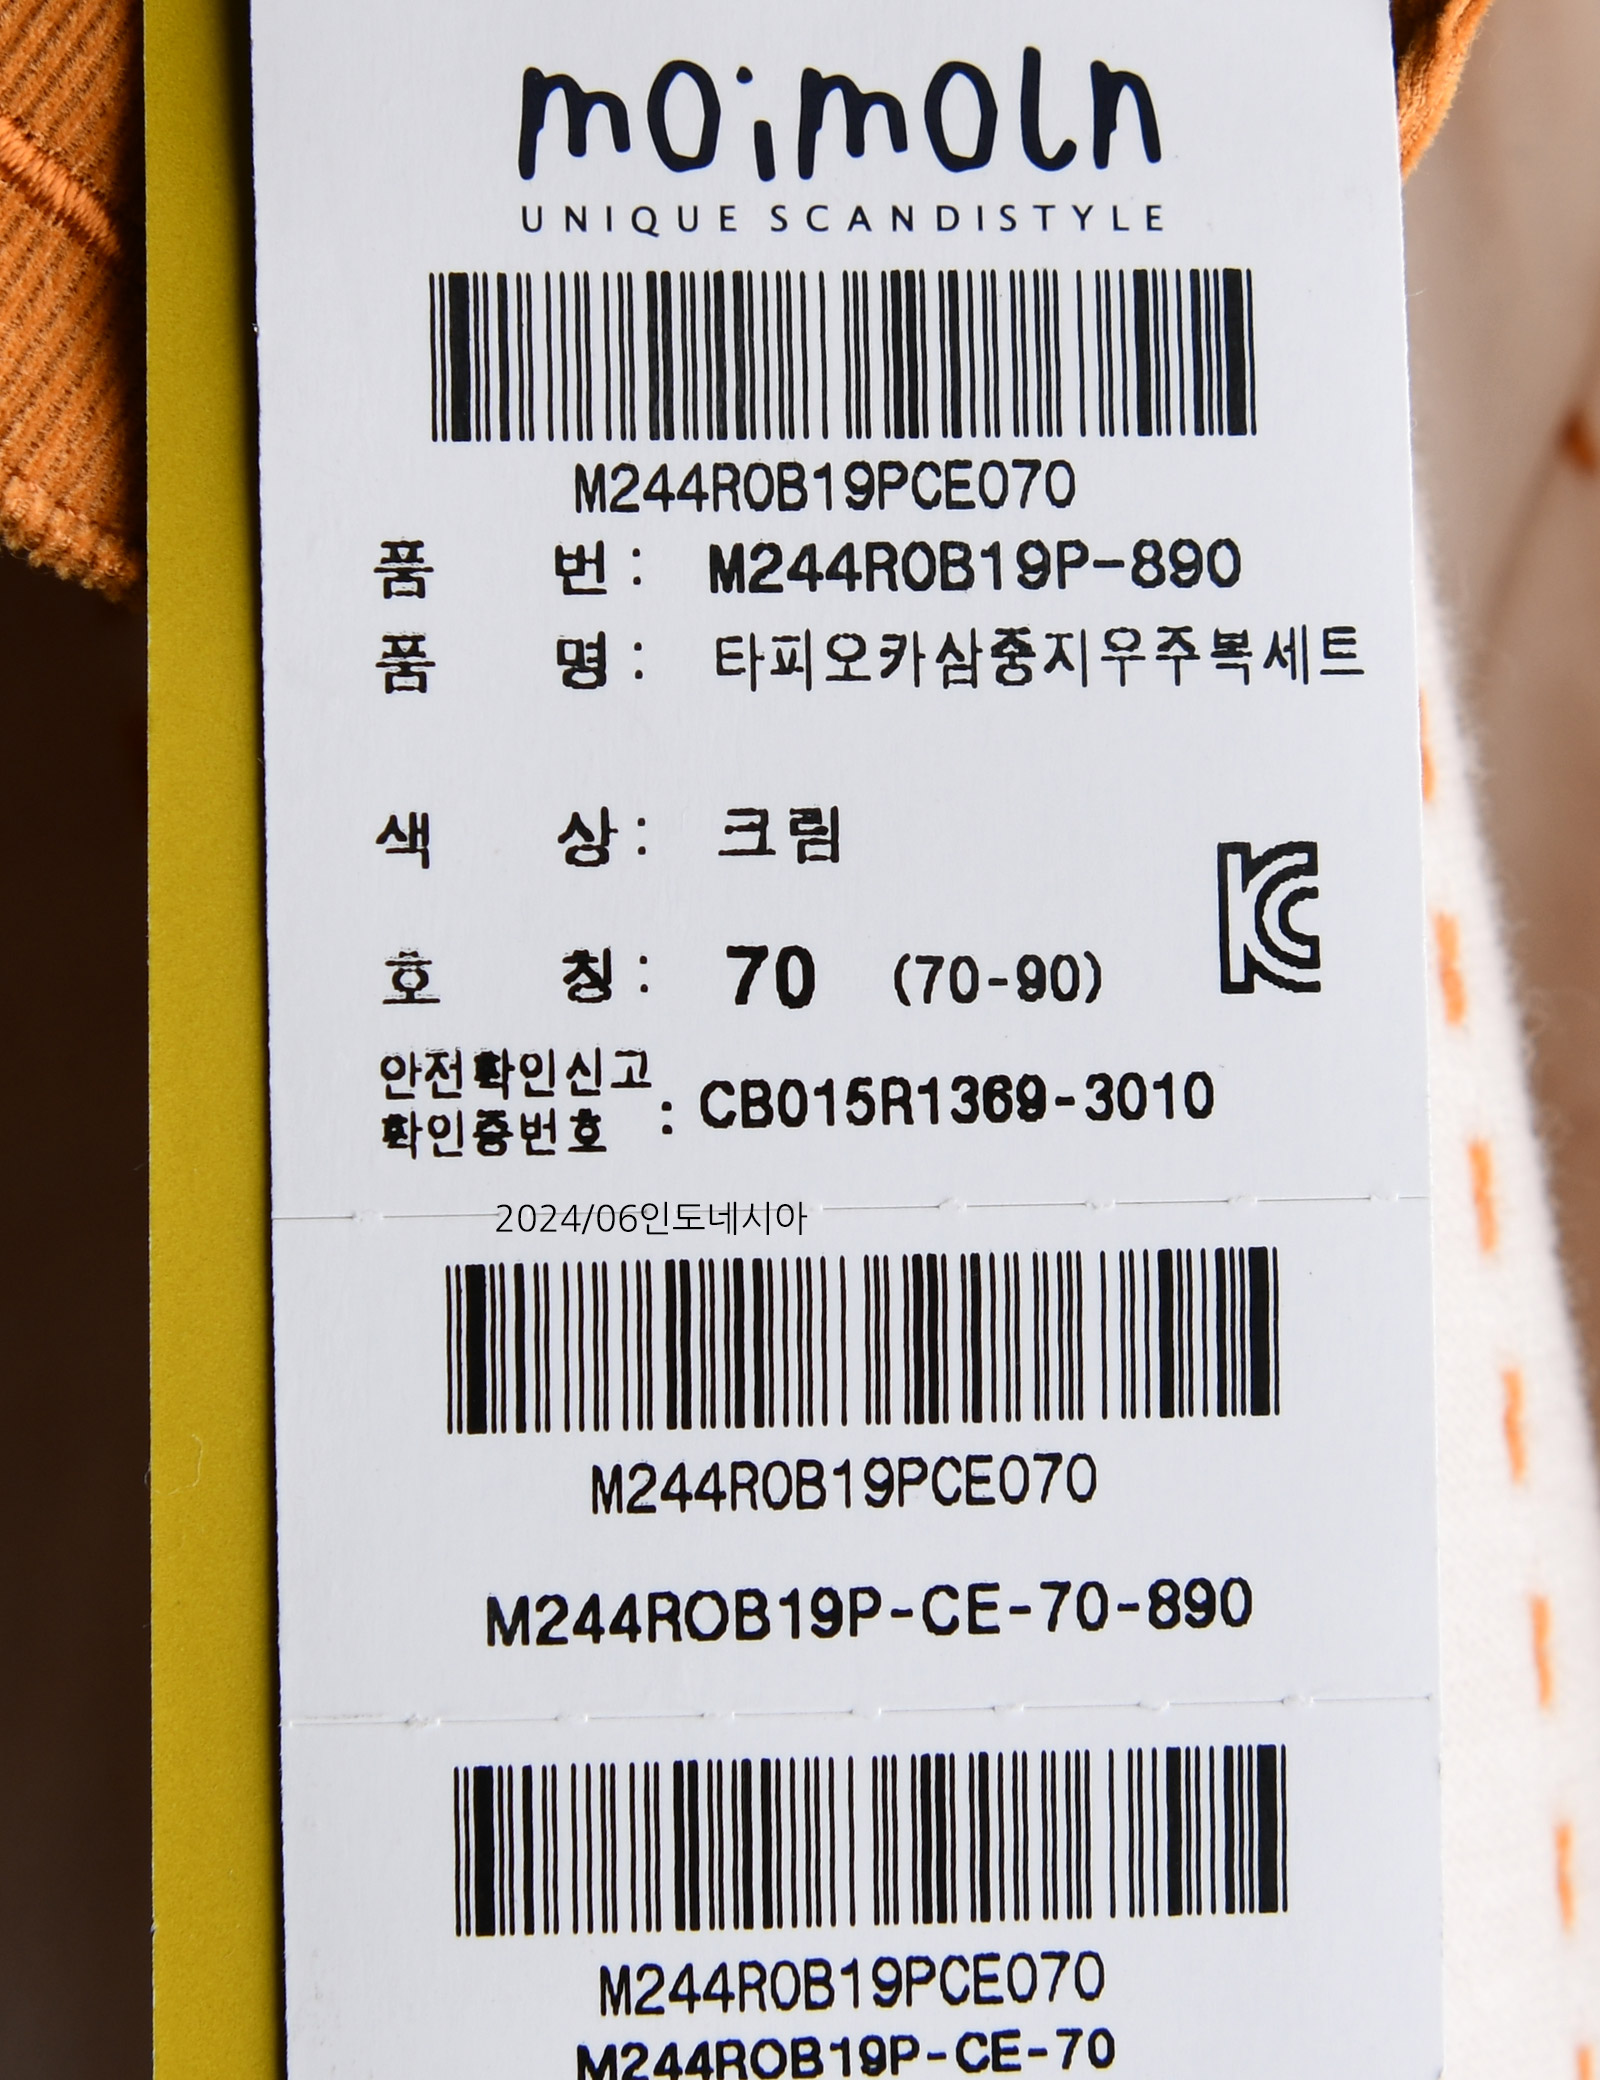 moimoln
UNIQUE SCANDISTYLE
M244ROB19PCE070
품 번 : M244ROB19P-890
품 명 : 타피오카삼중지우주복세트
색 상 : 크림
호 칭 : 70 (70-90)
안전확인신고
확인증번호 : CB015R1369-3010
2024/06인도네시아
M244ROB19PCE070
M244ROB19P-CE-70-890
M244ROB19PCE070
M244ROB19P-CE-70